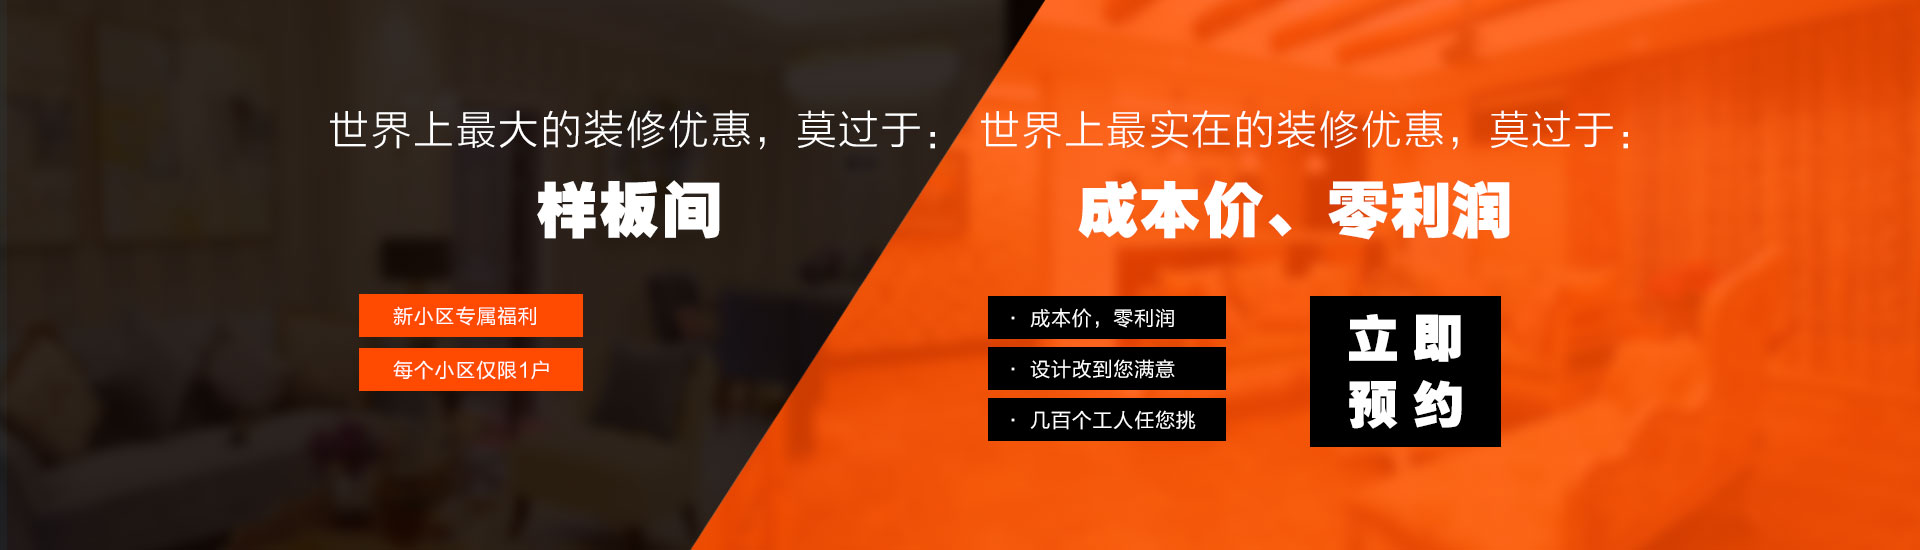 世界上最大的装修优惠，莫过于：
样板间
新小区专属福利
每个小区仅限1户
世界上最实在的装修优惠，莫过于：
成本价、零利润
· 成本价，零利润
· 设计改到您满意
· 几百个工人任您挑
立即
预约